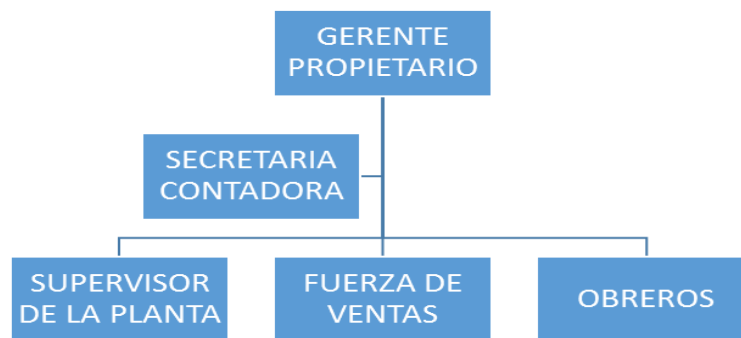 GERENTE
PROPIETARIO
SECRETARIA
CONTADORA
SUPERVISOR
DE LA PLANTA
FUERZA DE
VENTAS
OBREROS